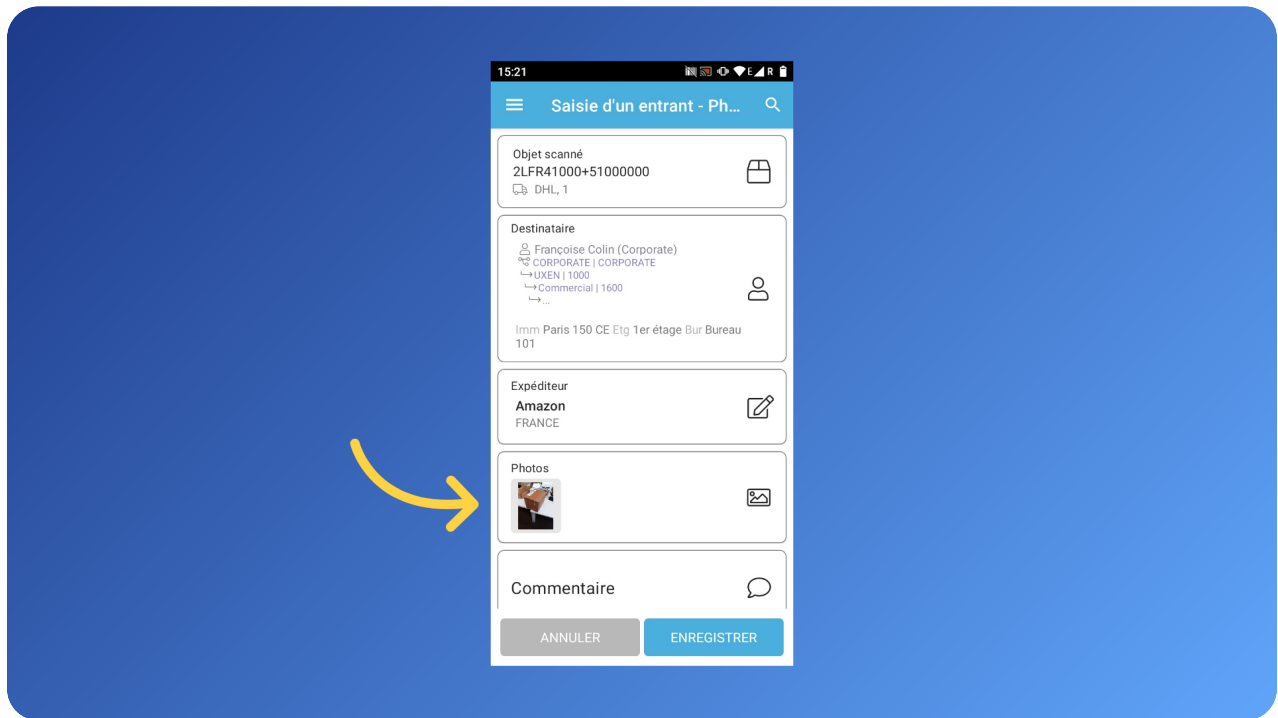 15:21 E R
Saisie d'un entrant - Ph...
Objet scanné
2LFR41000+51000000
DHL, 1
Destinataire
Françoise Colin (Corporate)
CORPORATE | CORPORATE
UXEN | 1000
Commercial | 1600
...
Imm Paris 150 CE Etg 1er étage Bur Bureau
101
Expéditeur
Amazon
FRANCE
Photos
Commentaire
ANNULER ENREGISTRER